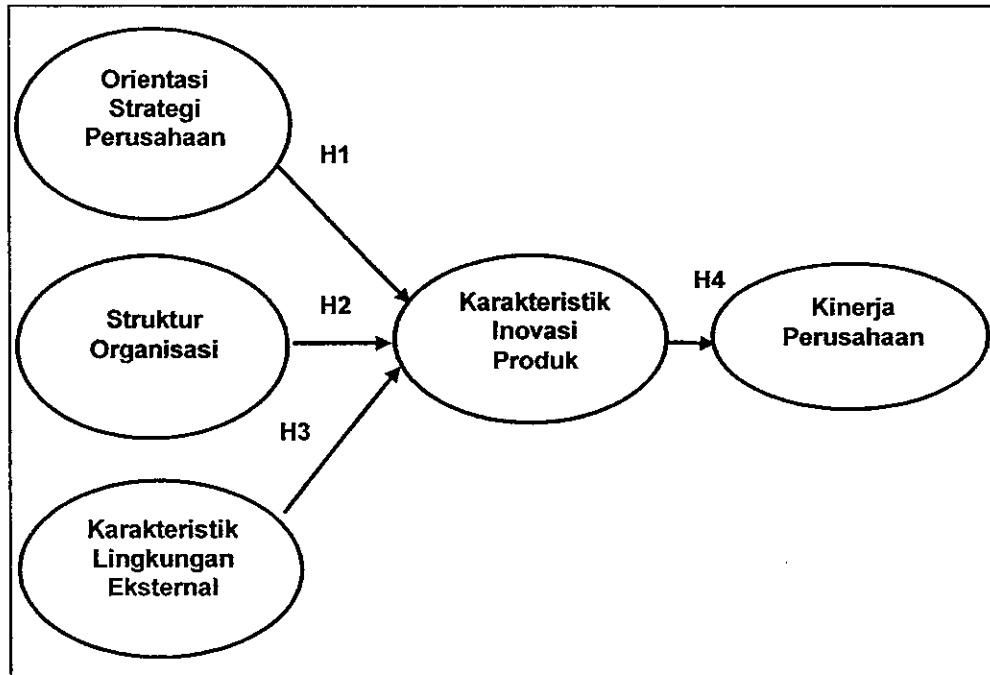 Orientasi
Strategi
Perusahaan
H1
Struktur
Organisasi
H2
Karakteristik
Inovasi
Produk
H4
Kinerja
Perusahaan
H3
Karakteristik
Lingkungan
Eksternal